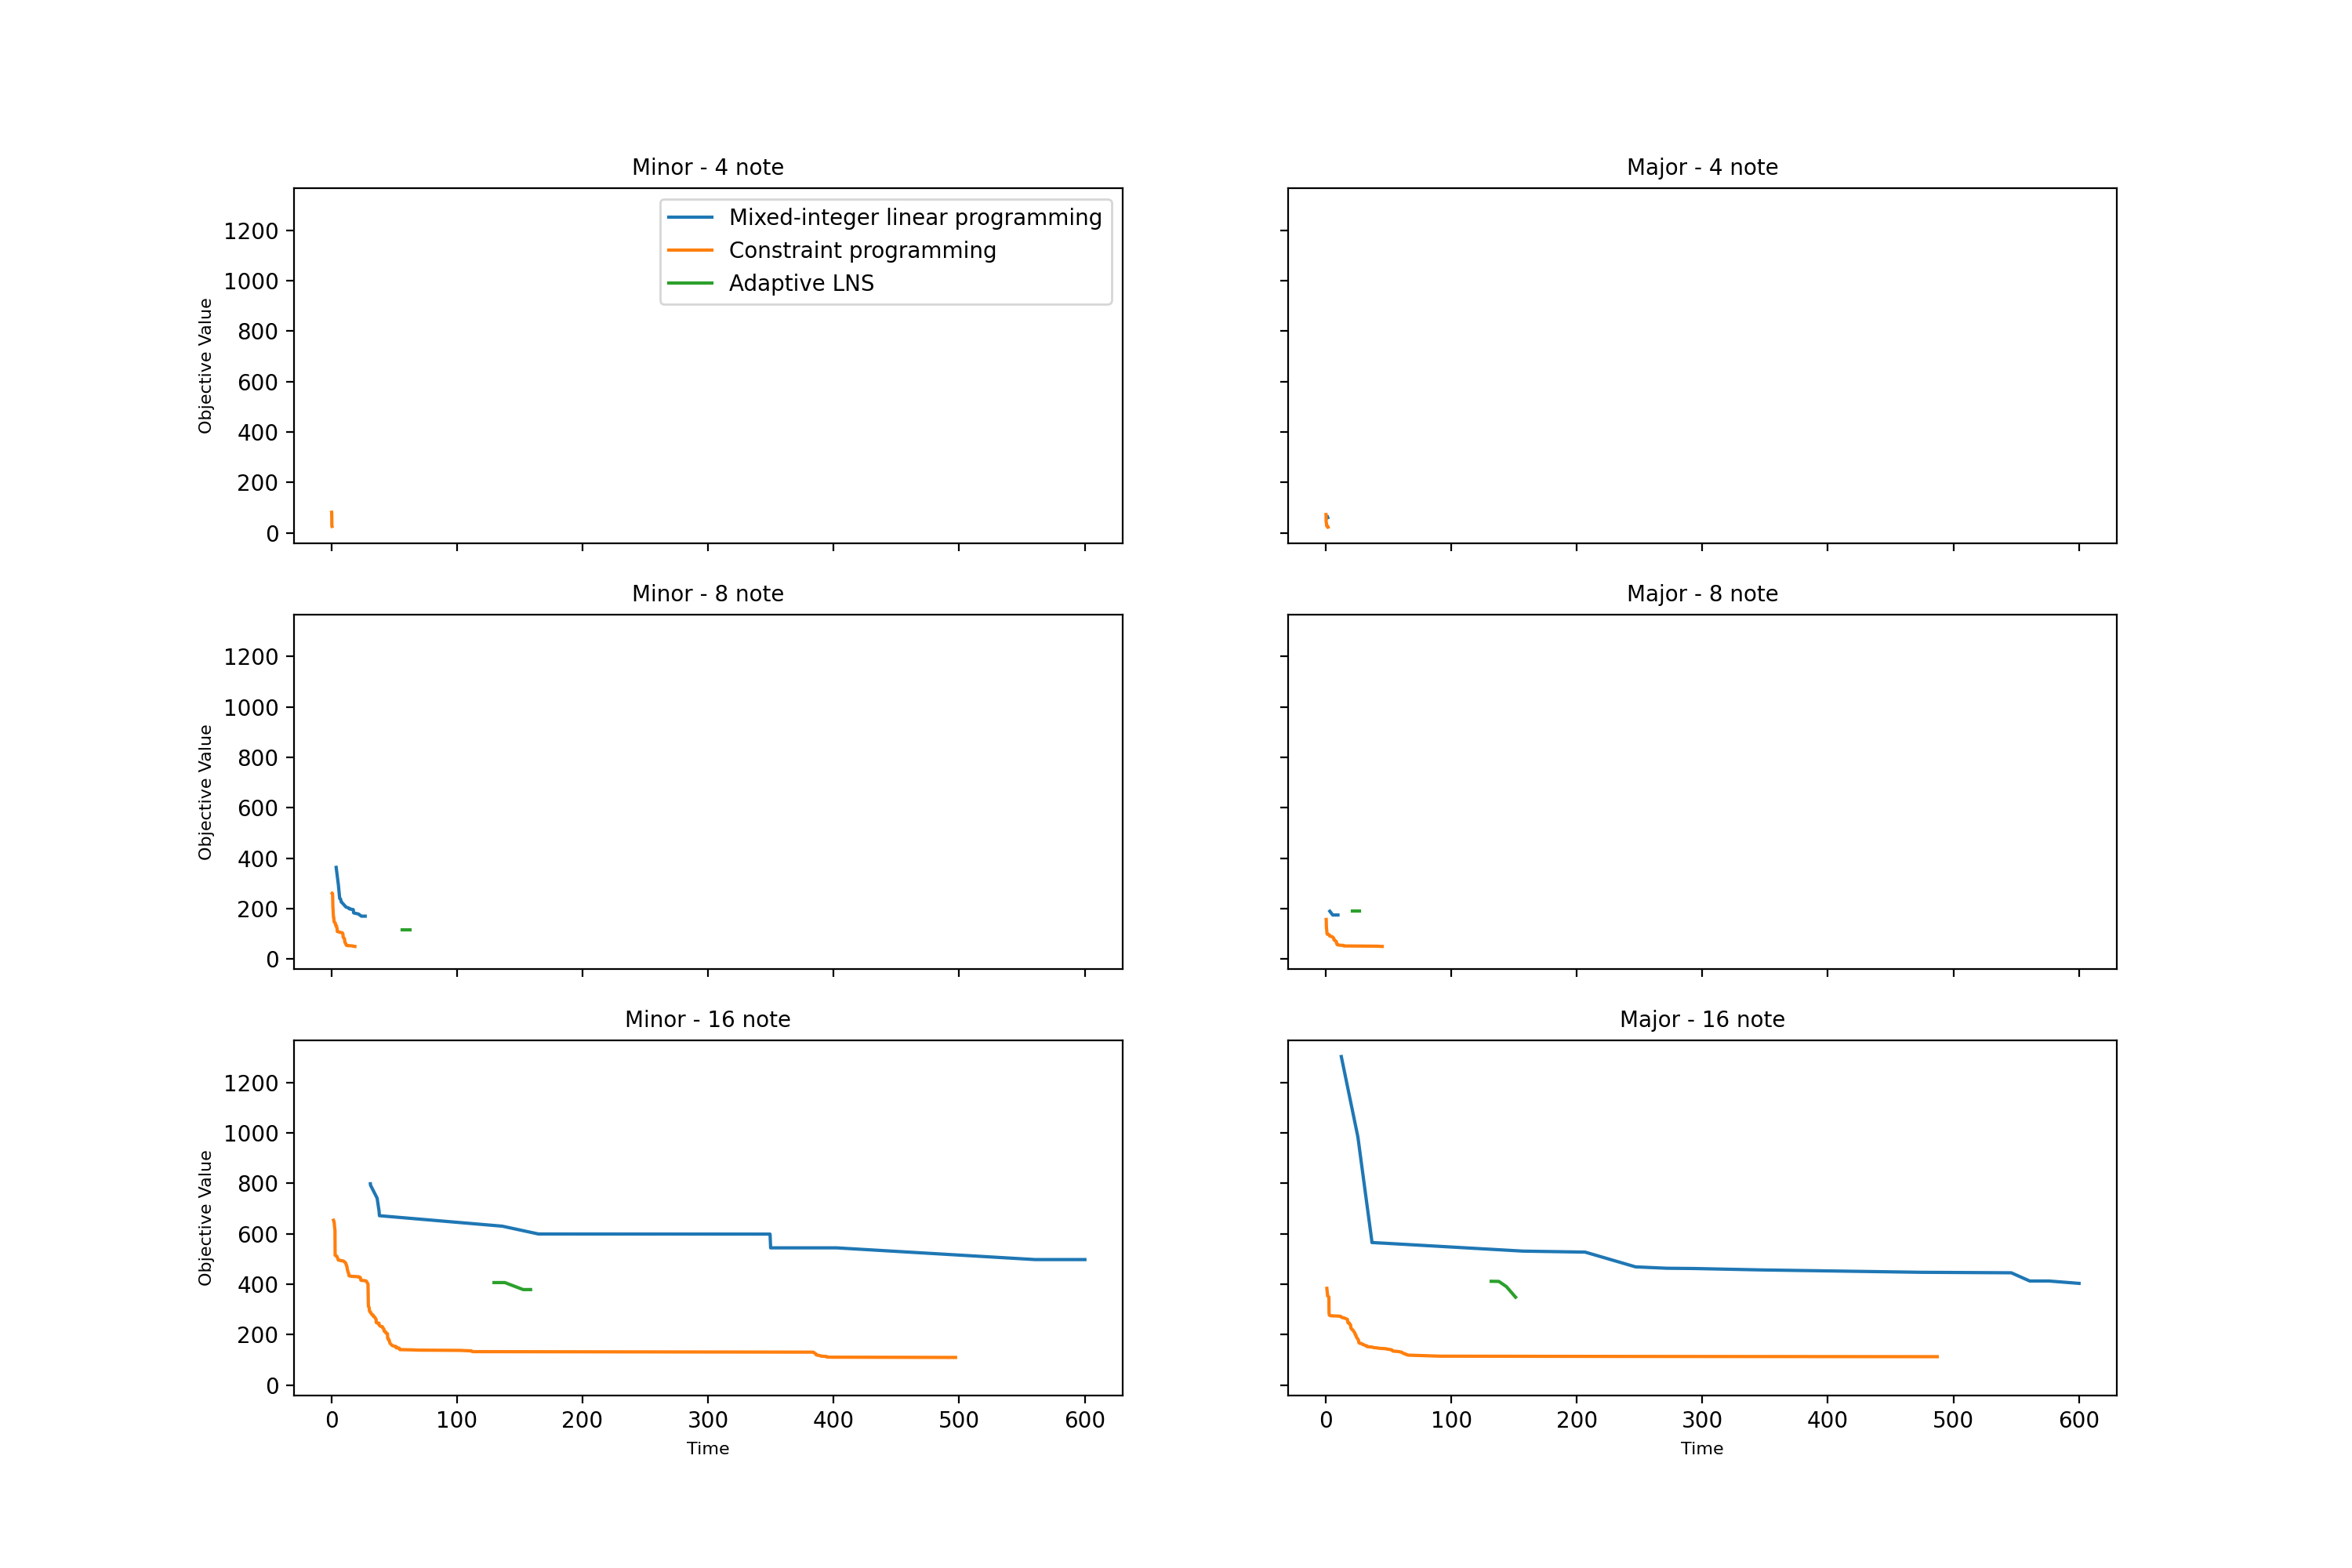 Minor - 4 note
Major - 4 note
Mixed-integer linear programming
Constraint programming
Adaptive LNS
1200
1000
800
600
400
200
0
Objective Value
Minor - 8 note
Major - 8 note
1200
1000
800
600
400
200
0
Objective Value
Minor - 16 note
Major - 16 note
1200
1000
800
600
400
200
0
Objective Value
0 100 200 300 400 500 600
Time
0 100 200 300 400 500 600
Time